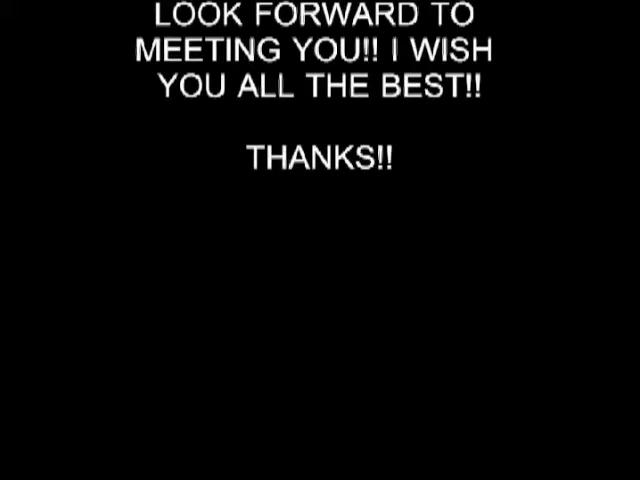 LOOK FORWARD TO
MEETING YOU!! I WISH
YOU ALL THE BEST!!
THANKS!!